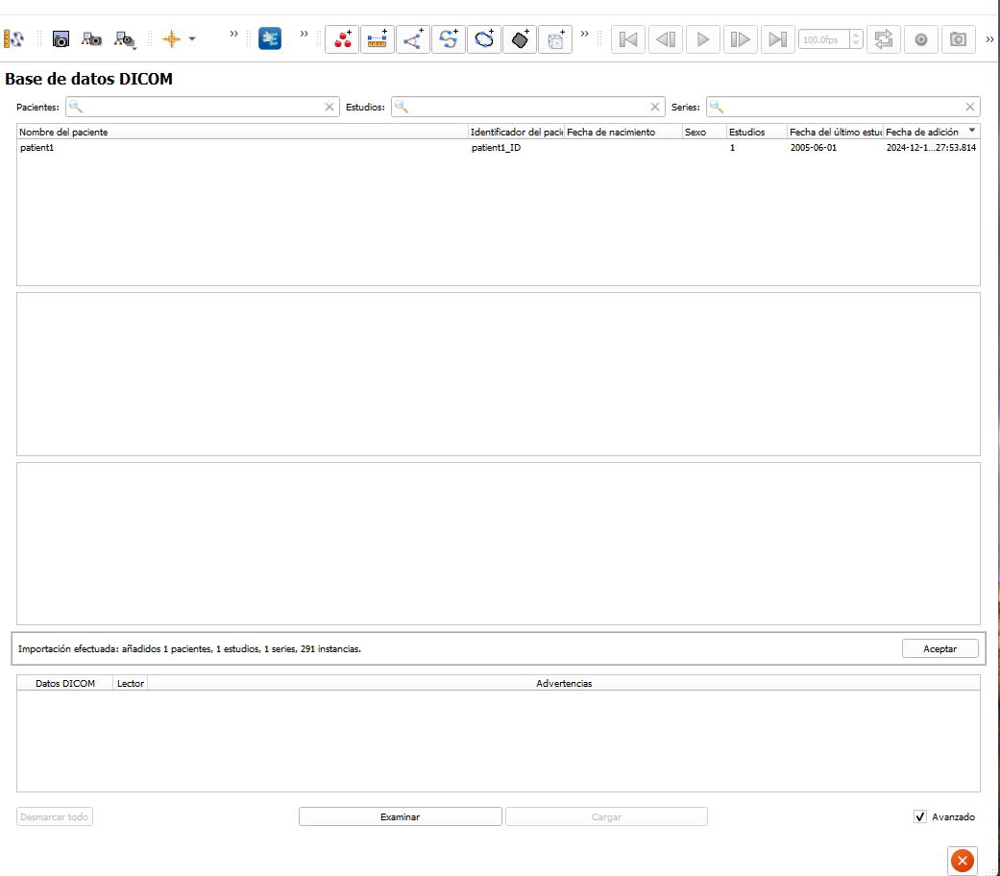 »
»
»
100.0fps
»
Base de datos DICOM
Pacientes: Estudios: Series:
Nombre del paciente Identificador del pacie Fecha de nacimiento Sexo Estudios Fecha del último estu Fecha de adición
patient1 patient1_ID 1 2005-06-01 2024-12-1...27:53.814
Importación efectuada: añadidos 1 pacientes, 1 estudios, 1 series, 291 instancias. Aceptar
Datos DICOM Lector Advertencias
Desmarcar todo Examinar Cargar Avanzado